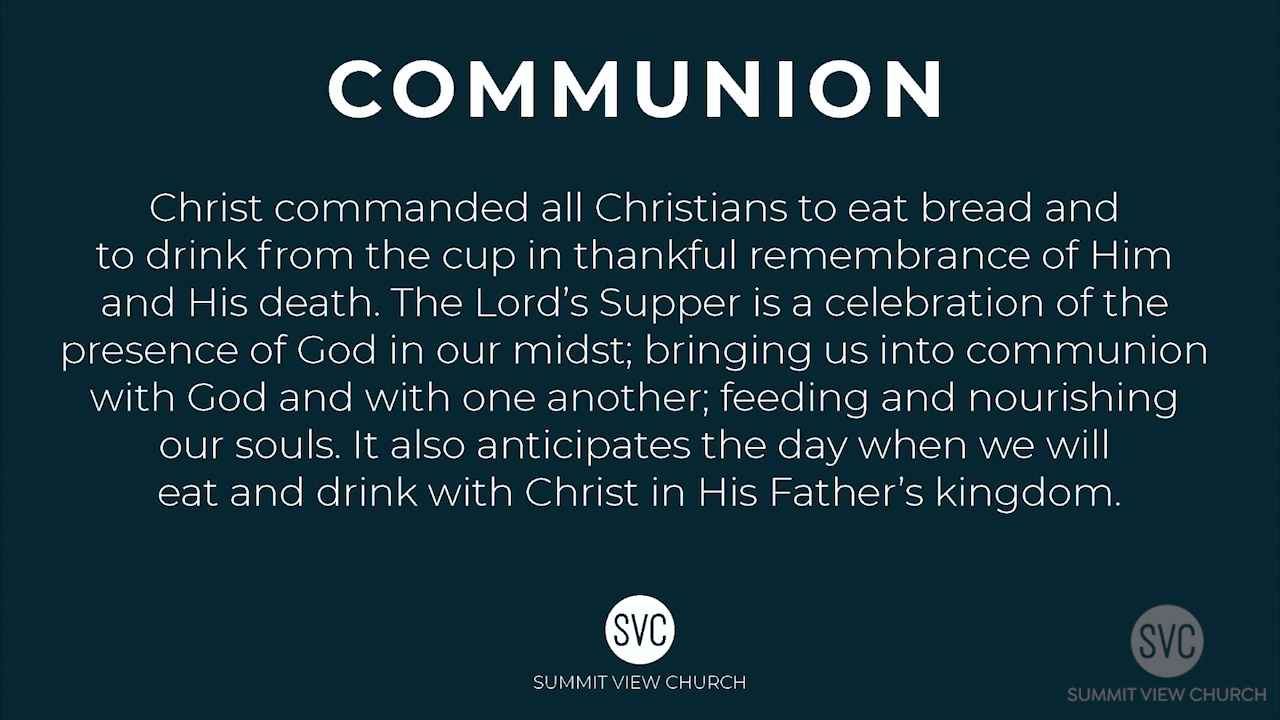 COMMUNION
Christ commanded all Christians to eat bread and
to drink from the cup in thankful remembrance of Him
and His death. The Lord’s Supper is a celebration of the
presence of God in our midst; bringing us into communion
with God and with one another; feeding and nourishing
our souls. It also anticipates the day when we will
eat and drink with Christ in His Father’s kingdom.
SVC
SUMMIT VIEW CHURCH
SVC
SUMMIT VIEW CHURCH